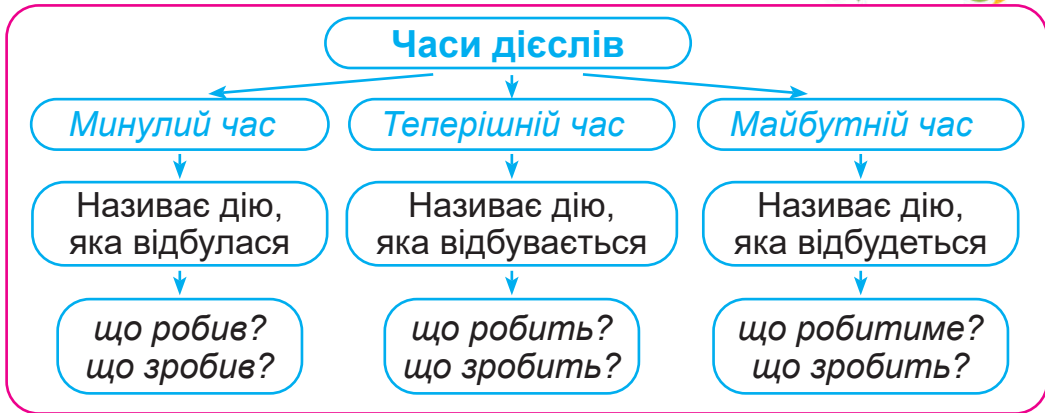 Часи дієслів
Минулий час
Теперішній час
Майбутній час
Називає дію,
яка відбулася
Називає дію,
яка відбувається
Називає дію,
яка відбудеться
що робив?
що зробив?
що робить?
що зробить?
що робитиме?
що зробить?